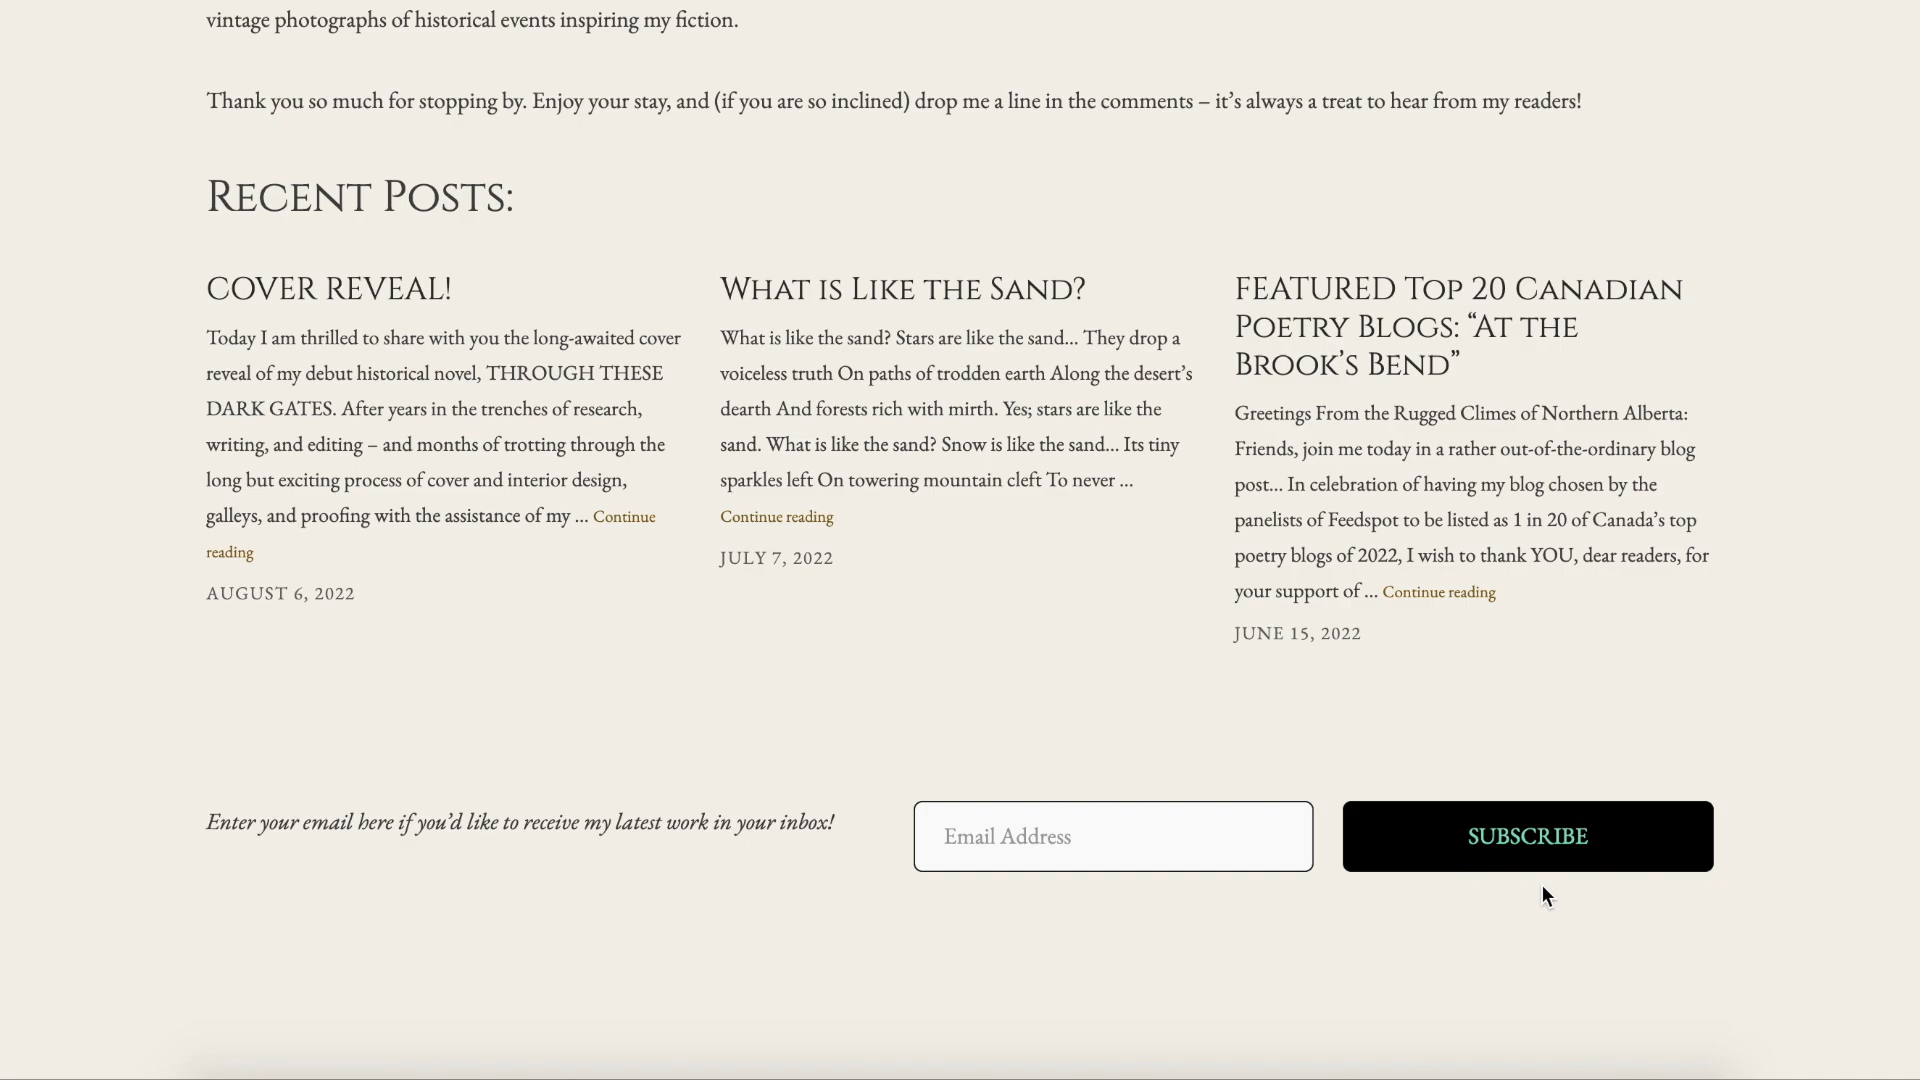 vintage photographs of historical events inspiring my fiction.
Thank you so much for stopping by. Enjoy your stay, and (if you are so inclined) drop me a line in the comments – it’s always a treat to hear from my readers!
Recent Posts:
COVER REVEAL!
Today I am thrilled to share with you the long-awaited cover
reveal of my debut historical novel, THROUGH THESE
DARK GATES. After years in the trenches of research,
writing, and editing – and months of trotting through the
long but exciting process of cover and interior design,
galleys, and proofing with the assistance of my ... Continue
reading
AUGUST 6, 2022
What is Like the Sand?
What is like the sand? Stars are like the sand... They drop a
voiceless truth On paths of trodden earth Along the desert’s
dearth And forests rich with mirth. Yes; stars are like the
sand. What is like the sand? Snow is like the sand... Its tiny
sparkles left On towering mountain cleft To never ...
Continue reading
JULY 7, 2022
FEATURED Top 20 Canadian
Poetry Blogs: “At the
Brook’s Bend”
Greetings From the Rugged Climes of Northern Alberta:
Friends, join me today in a rather out-of-the-ordinary blog
post... In celebration of having my blog chosen by the
panelists of Feedspot to be listed as 1 in 20 of Canada’s top
poetry blogs of 2022, I wish to thank YOU, dear readers, for
your support of ... Continue reading
JUNE 15, 2022
Enter your email here if you’d like to receive my latest work in your inbox!
Email Address
SUBSCRIBE